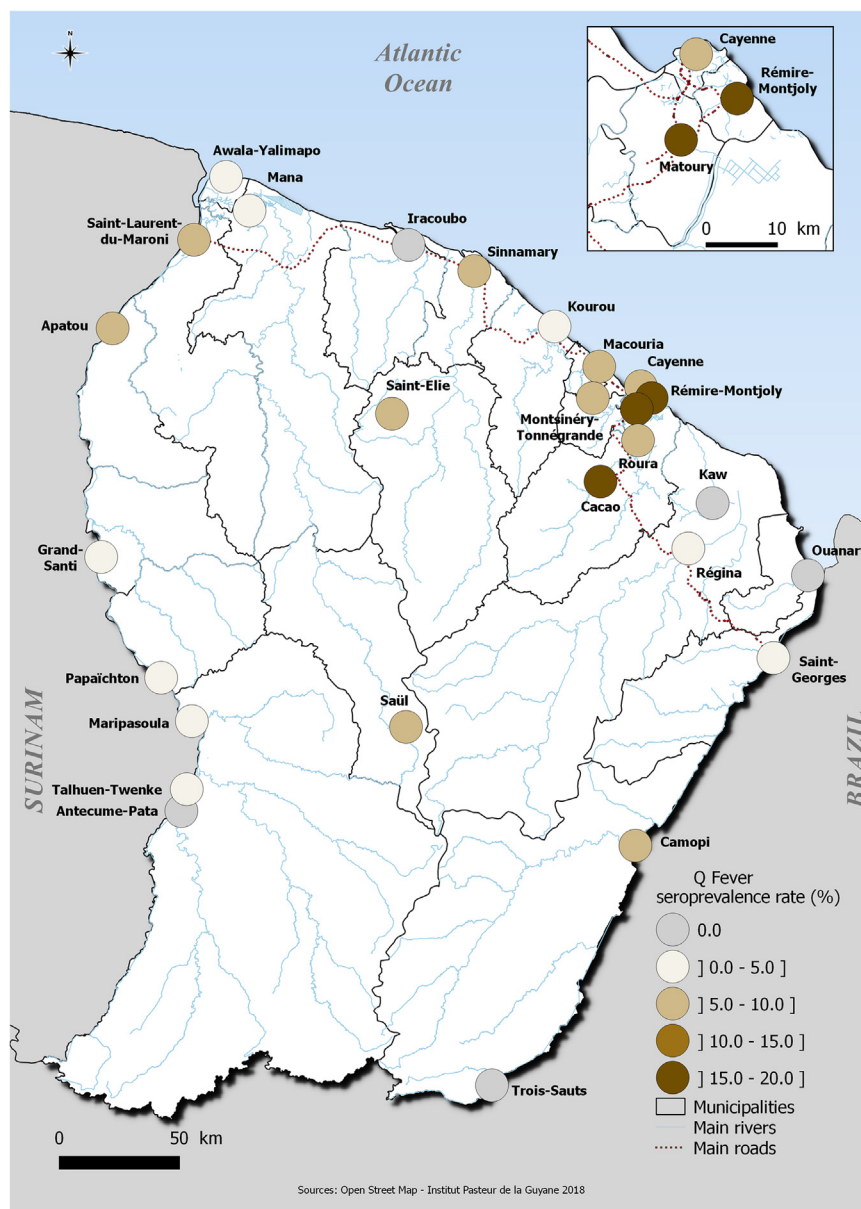 N
Atlantic
Ocean
Cayenne
Rémire-
Montjoly
Matoury
0 10 km
Awala-Yalimapo
Mana
Saint-Laurent-
du-Maroni
Iracoubo
Sinnamary
Apatou
Kourou
Macouria
Cayenne
Saint-Elie
Rémire-Montjoly
Montsinéry-
Tonnégrande
Roura
Kaw
Cacao
Grand-
Santi
Régina
Ouanar
Saint-
Georges
Papaïchton
Maripasoula
Saül
SURINAM
BRAZIL
Talhuen-Twenke
Antecume-Pata
Camopi
Q Fever
seroprevalence rate (%)
0.0
] 0.0 - 5.0 ]
] 5.0 - 10.0 ]
] 10.0 - 15.0 ]
] 15.0 - 20.0 ]
Municipalities
Main rivers
Main roads
Trois-Sauts
0 50 km
Sources: Open Street Map - Institut Pasteur de la Guyane 2018